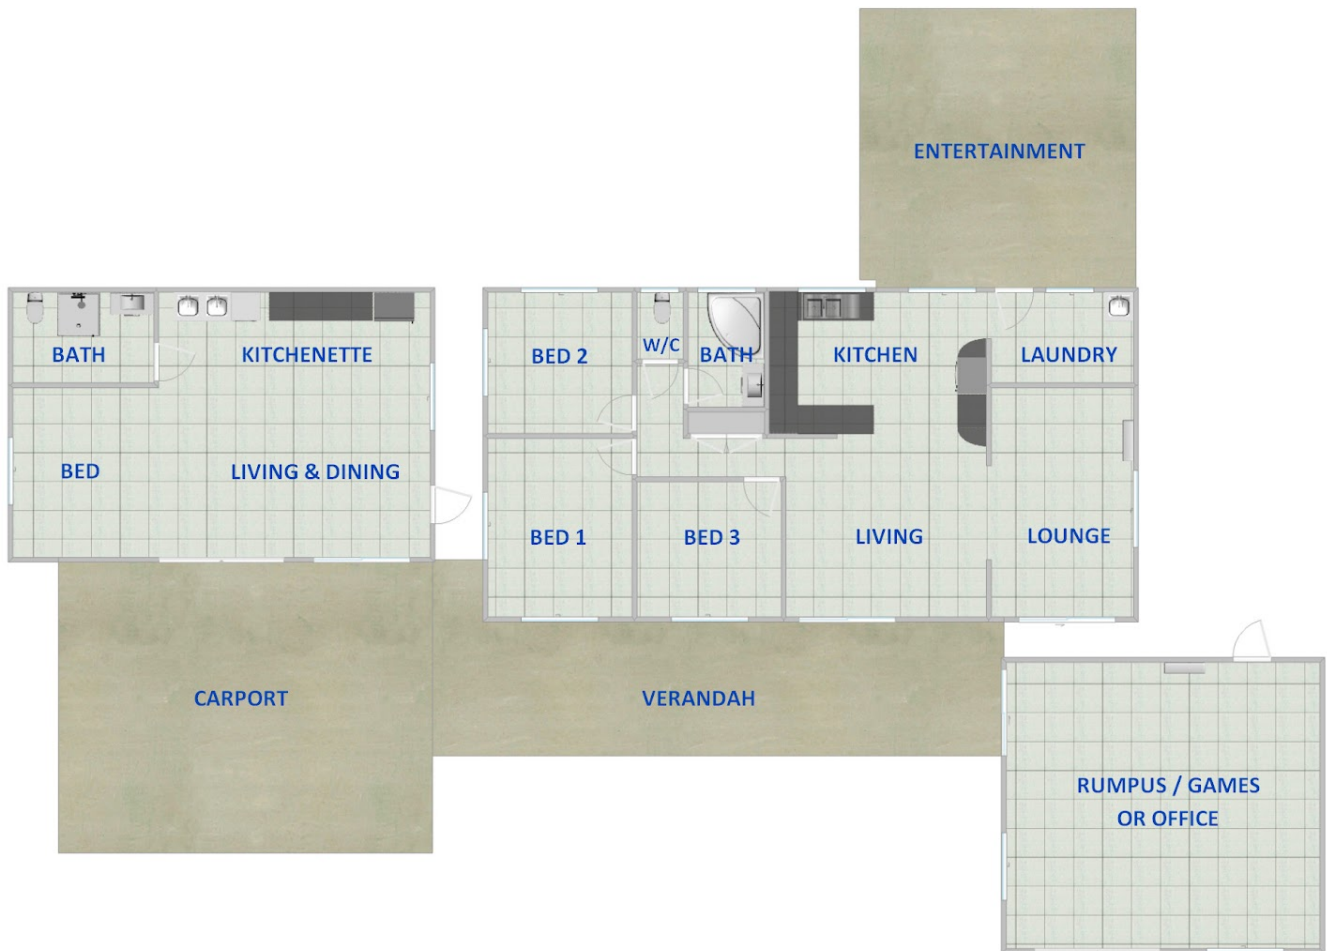 ENTERTAINMENT
BATH
KITCHENETTE
BED 2
W/C
BATH
KITCHEN
LAUNDRY
BED
LIVING & DINING
BED 1
BED 3
LIVING
LOUNGE
CARPORT
VERANDAH
RUMPUS / GAMES
OR OFFICE